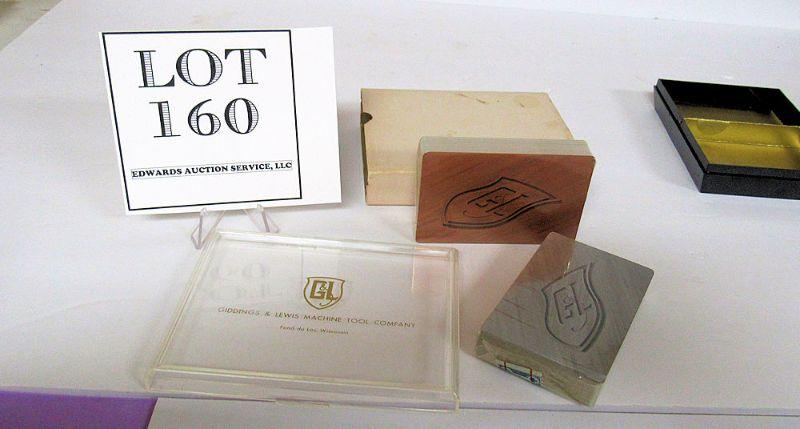 LOT
160
EDWARDS AUCTION SERVICE, LLC
G&L
GIDDINGS & LEWIS MACHINE TOOL COMPANY
Fond du Lac, Wisconsin
G&L
G&L